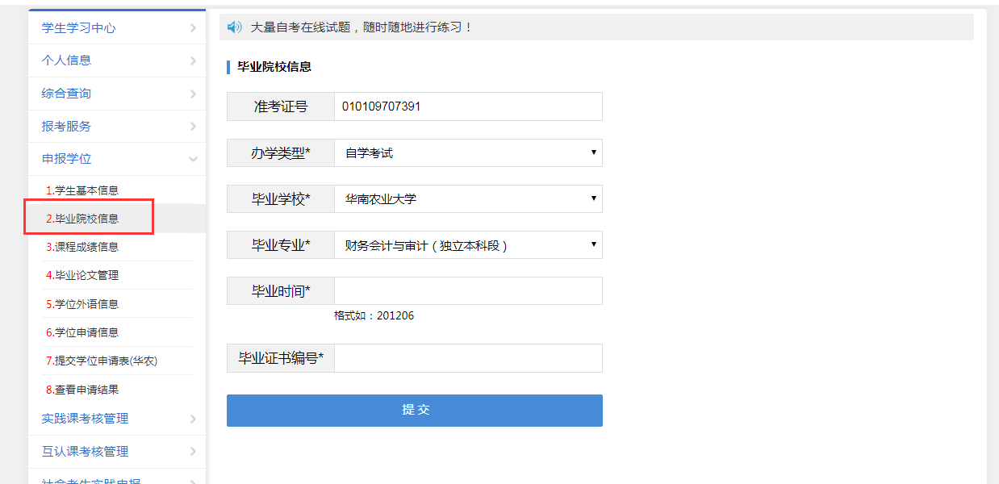 学生学习中心
个人信息
综合查询
报考服务
申报学位
1.学生基本信息
2.毕业院校信息
3.课程成绩信息
4.毕业论文管理
5.学位外语信息
6.学位申请信息
7.提交学位申请表(华农)
8.查看申请结果
实践课考核管理
互认课考核管理
社会考生实践申报
大量自考在线试题，随时随地进行练习！
毕业院校信息
准考证号 010109707391
办学类型* 自学考试
毕业学校* 华南农业大学
毕业专业* 财务会计与审计（独立本科段）
毕业时间*
格式如：201206
毕业证书编号*
提 交